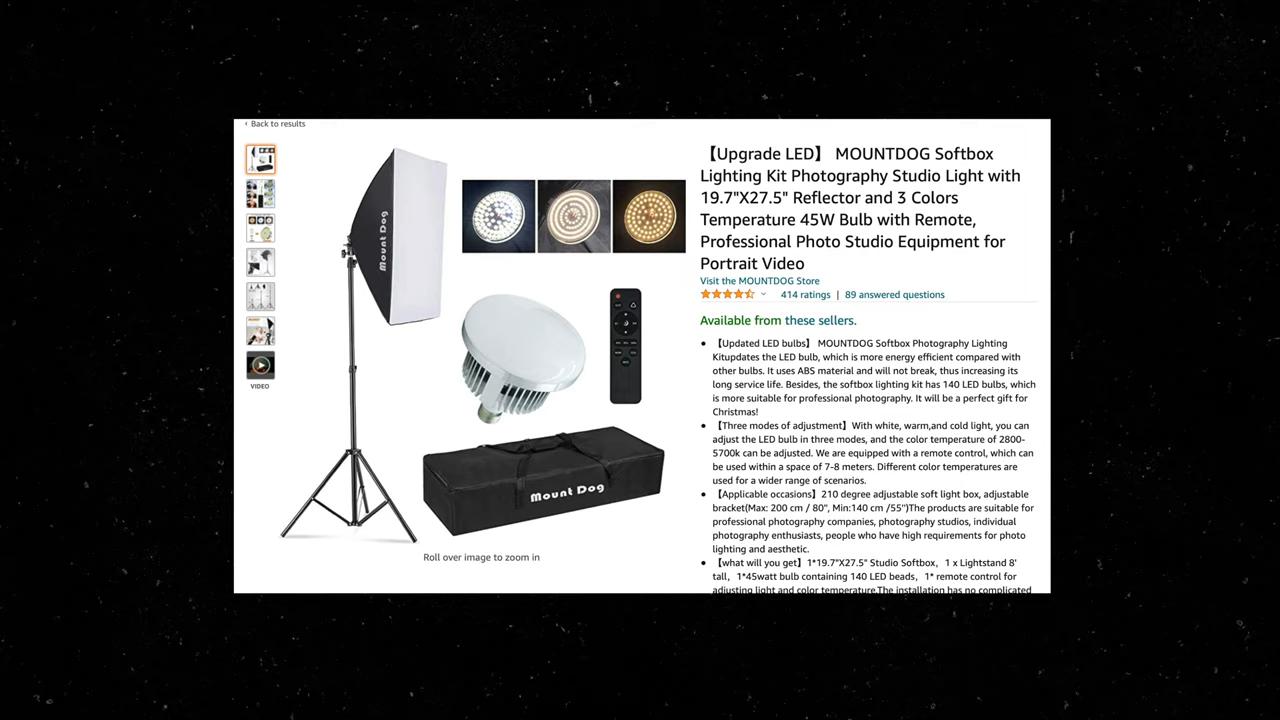 ‹ Back to results
【Upgrade LED】 MOUNTDOG Softbox
Lighting Kit Photography Studio Light with
19.7"X27.5" Reflector and 3 Colors
Temperature 45W Bulb with Remote,
Professional Photo Studio Equipment for
Portrait Video
Visit the MOUNTDOG Store
414 ratings | 89 answered questions
Available from these sellers.
● 【Updated LED bulbs】 MOUNTDOG Softbox Photography Lighting
Kitupdates the LED bulb, which is more energy efficient compared with
other bulbs. It uses ABS material and will not break, thus increasing its
long service life. Besides, the softbox lighting kit has 140 LED bulbs, which
is more suitable for professional photography. It will be a perfect gift for
Christmas!
● 【Three modes of adjustment】With white, warm,and cold light, you can
adjust the LED bulb in three modes, and the color temperature of 2800-
5700k can be adjusted. We are equipped with a remote control, which can
be used within a space of 7-8 meters. Different color temperatures are
used for a wider range of scenarios.
● 【Applicable occasions】210 degree adjustable soft light box, adjustable
bracket(Max: 200 cm / 80", Min:140 cm /55")The products are suitable for
professional photography companies, photography studios, individual
photography enthusiasts, people who have high requirements for photo
lighting and aesthetic.
● 【what will you get】1*19.7"X27.5" Studio Softbox，1 x Lightstand 8'
tall，1*45watt bulb containing 140 LED beads，1* remote control for
adjusting light and color temperature.The installation has no complicated
Mount Dog
Mount Dog
VIDEO
Roll over image to zoom in